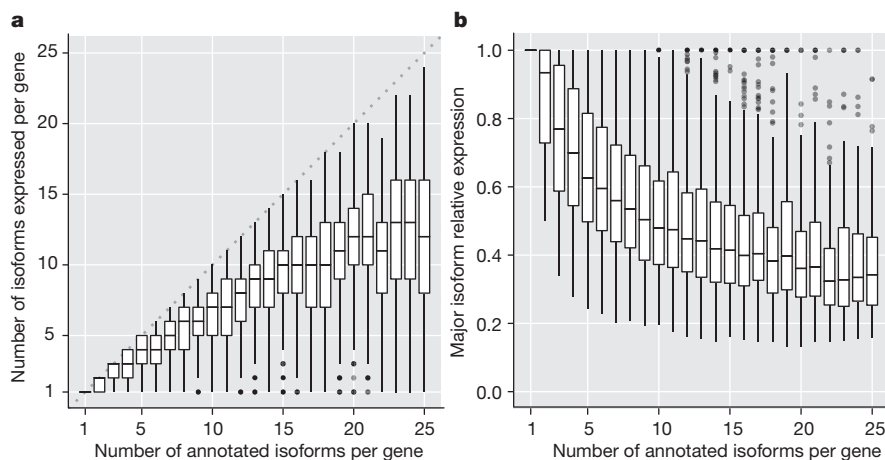 a
Number of isoforms expressed per gene
25
20
15
10
5
1
1 5 10 15 20 25
Number of annotated isoforms per gene
b
Major isoform relative expression
1.0
0.8
0.6
0.4
0.2
0.0
1 5 10 15 20 25
Number of annotated isoforms per gene